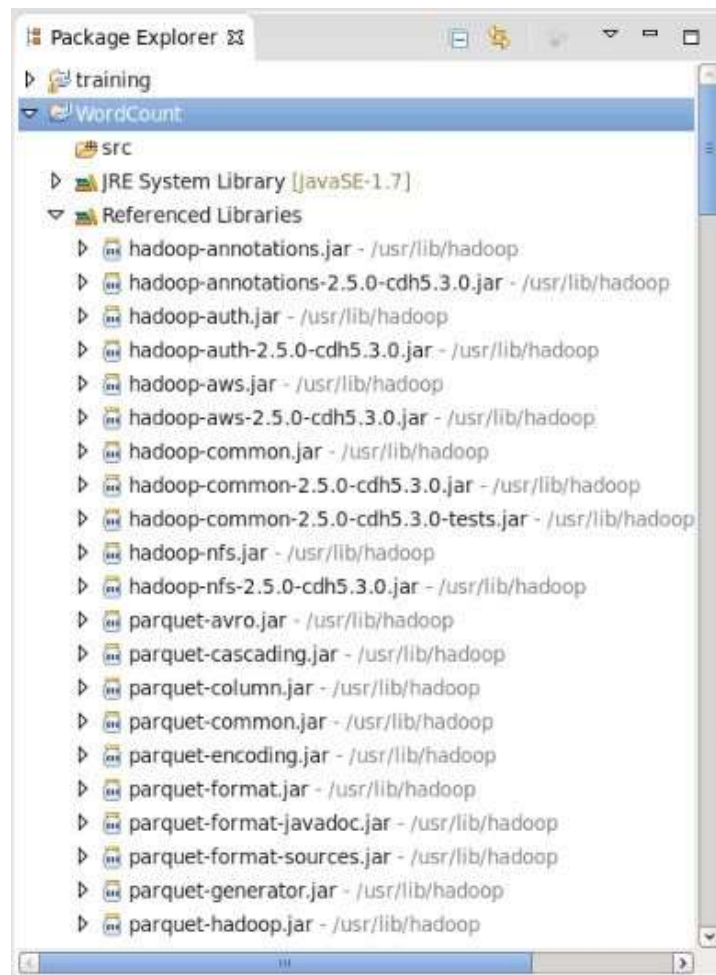 Package Explorer
training
WordCount
src
JRE System Library [JavaSE-1.7]
Referenced Libraries
hadoop-annotations.jar - /usr/lib/hadoop
hadoop-annotations-2.5.0-cdh5.3.0.jar - /usr/lib/hadoop
hadoop-auth.jar - /usr/lib/hadoop
hadoop-auth-2.5.0-cdh5.3.0.jar - /usr/lib/hadoop
hadoop-aws.jar - /usr/lib/hadoop
hadoop-aws-2.5.0-cdh5.3.0.jar - /usr/lib/hadoop
hadoop-common.jar - /usr/lib/hadoop
hadoop-common-2.5.0-cdh5.3.0.jar - /usr/lib/hadoop
hadoop-common-2.5.0-cdh5.3.0-tests.jar - /usr/lib/hadoop
hadoop-nfs.jar - /usr/lib/hadoop
hadoop-nfs-2.5.0-cdh5.3.0.jar - /usr/lib/hadoop
parquet-avro.jar - /usr/lib/hadoop
parquet-cascading.jar - /usr/lib/hadoop
parquet-column.jar - /usr/lib/hadoop
parquet-common.jar - /usr/lib/hadoop
parquet-encoding.jar - /usr/lib/hadoop
parquet-format.jar - /usr/lib/hadoop
parquet-format-javadoc.jar - /usr/lib/hadoop
parquet-format-sources.jar - /usr/lib/hadoop
parquet-generator.jar - /usr/lib/hadoop
parquet-hadoop.jar - /usr/lib/hadoop